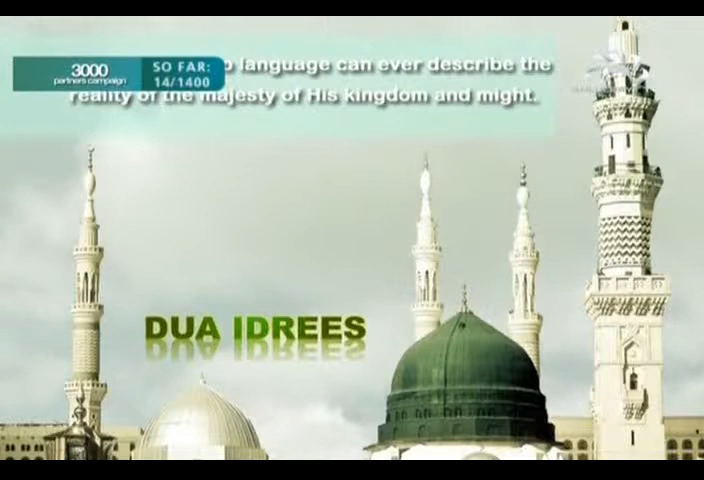 3000
partners campaign
SO FAR:
14/1400
language can ever describe the
reality of the majesty of His kingdom and might.
DUA IDREES